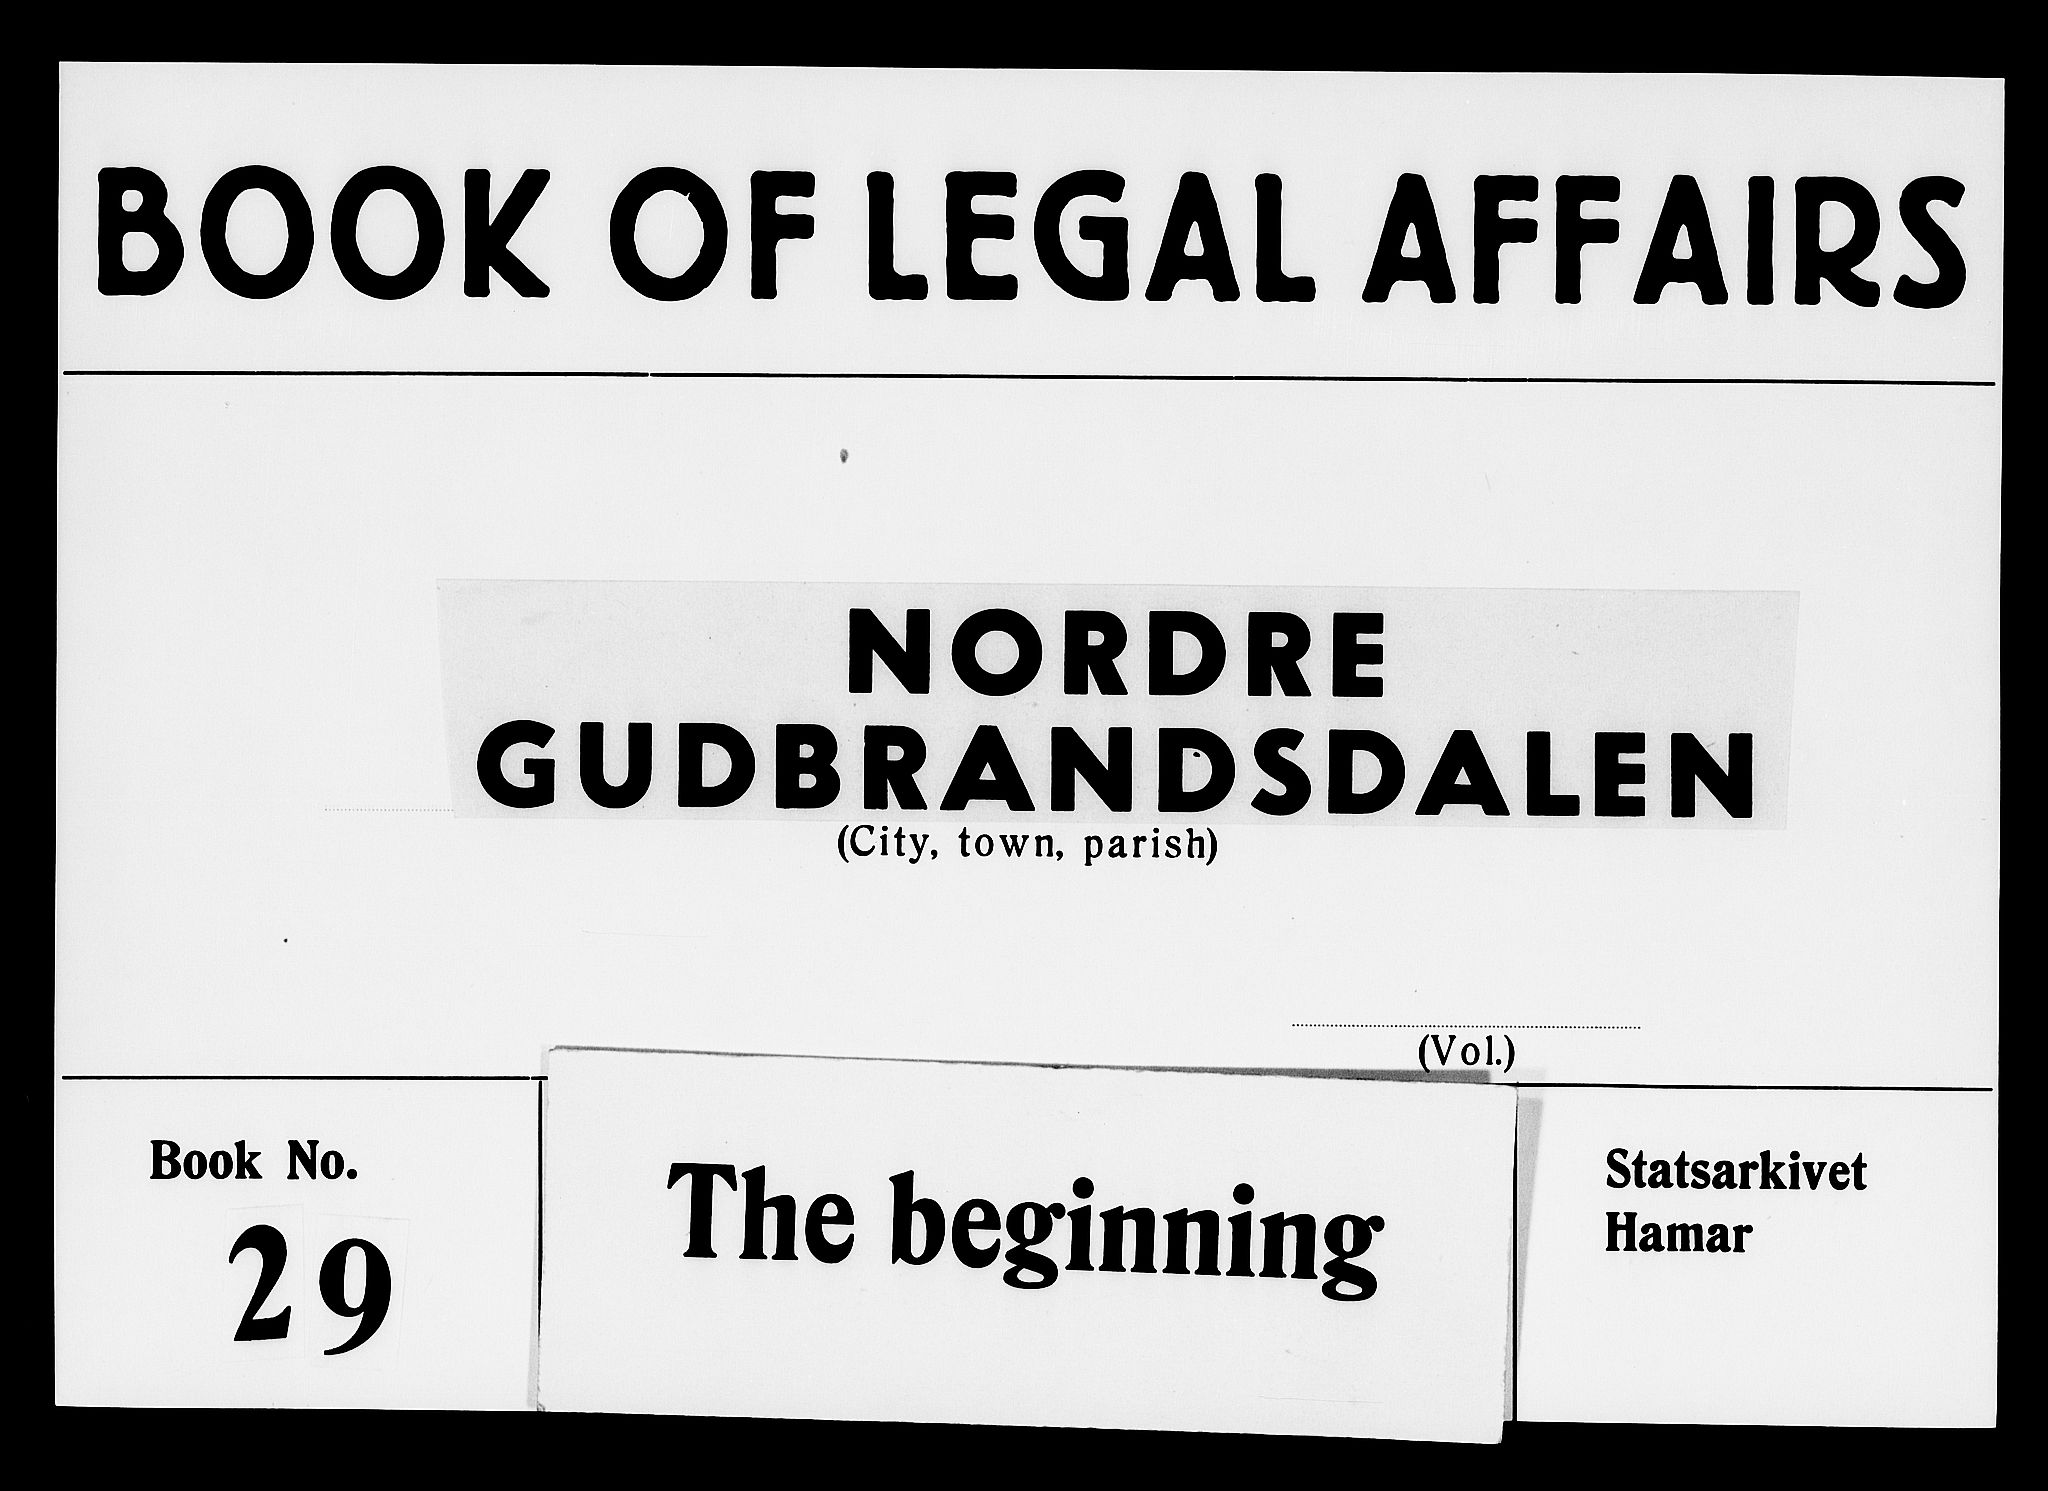 BOOK OF LEGAL AFFAIRS
NORDRE
GUDBRANDSDALEN
(City, town, parish)
(Vol.)
Book No.
29
The beginning
Statsarkivet
Hamar